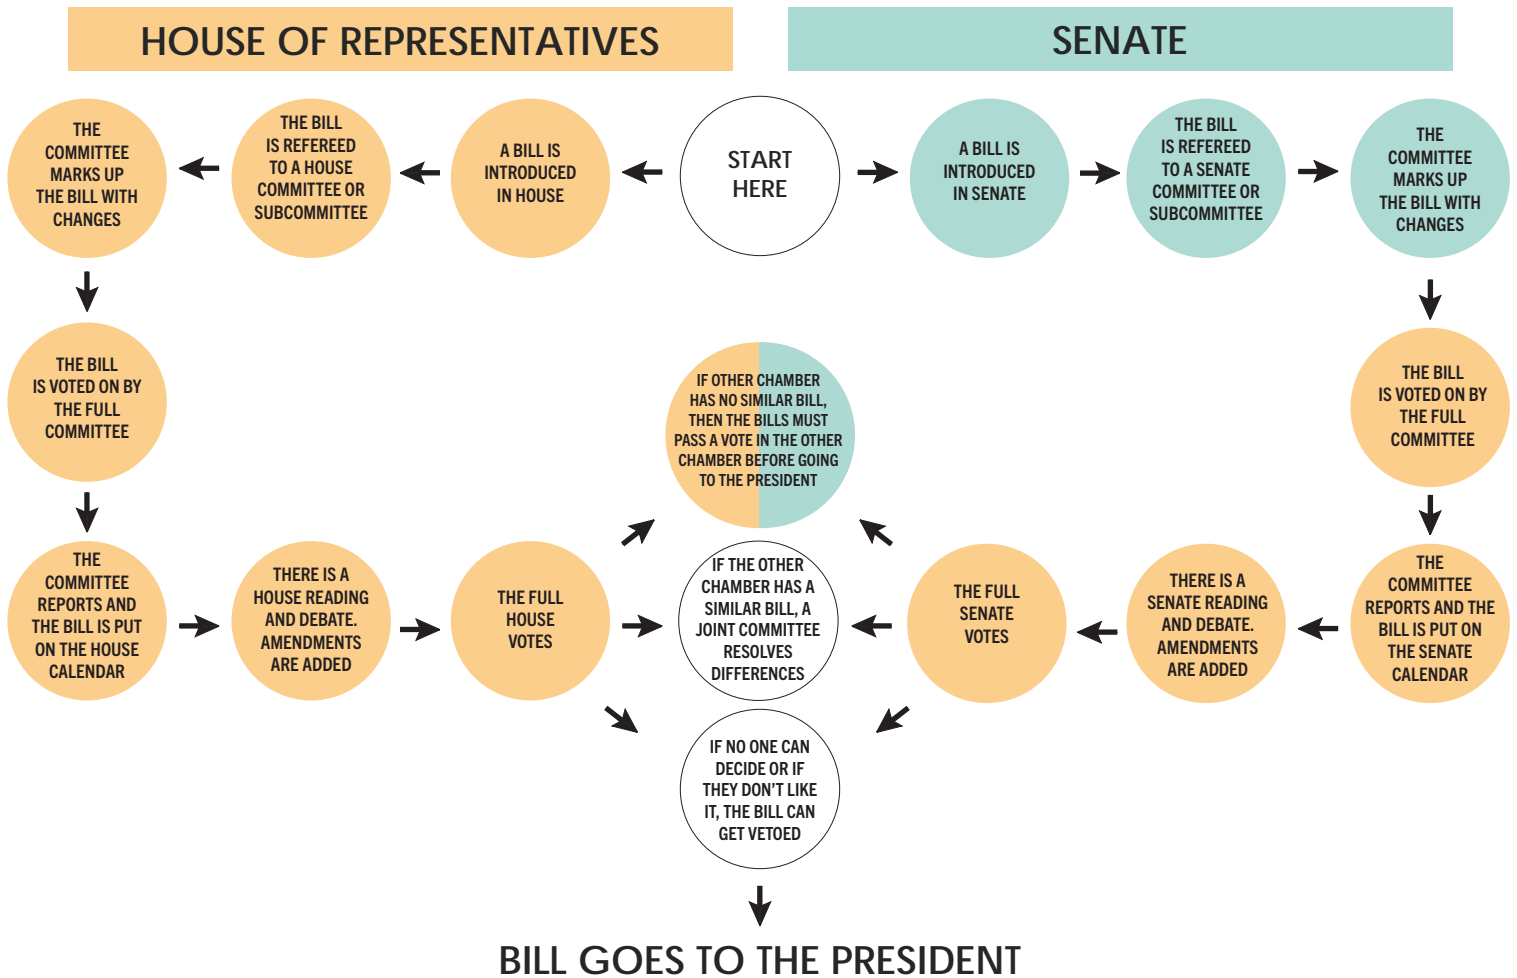 HOUSE OF REPRESENTATIVES
SENATE
START
HERE
A BILL IS
INTRODUCED
IN HOUSE
THE BILL
IS REFEREED
TO A HOUSE
COMMITTEE OR
SUBCOMMITTEE
THE
COMMITTEE
MARKS UP
THE BILL WITH
CHANGES
THE BILL
IS VOTED ON BY
THE FULL
COMMITTEE
THE
COMMITTEE
REPORTS AND
THE BILL IS PUT
ON THE HOUSE
CALENDAR
THERE IS A
HOUSE READING
AND DEBATE.
AMENDMENTS
ARE ADDED
THE FULL
HOUSE
VOTES
A BILL IS
INTRODUCED
IN SENATE
THE BILL
IS REFEREED
TO A SENATE
COMMITTEE OR
SUBCOMMITTEE
THE
COMMITTEE
MARKS UP
THE BILL WITH
CHANGES
THE BILL
IS VOTED ON BY
THE FULL
COMMITTEE
THE
COMMITTEE
REPORTS AND THE
BILL IS PUT ON
THE SENATE
CALENDAR
THERE IS A
SENATE READING
AND DEBATE.
AMENDMENTS
ARE ADDED
THE FULL
SENATE
VOTES
IF OTHER CHAMBER
HAS NO SIMILAR BILL,
THEN THE BILLS MUST
PASS A VOTE IN THE OTHER
CHAMBER BEFORE GOING
TO THE PRESIDENT
IF THE OTHER
CHAMBER HAS A
SIMILAR BILL, A
JOINT COMMITTEE
RESOLVES
DIFFERENCES
IF NO ONE CAN
DECIDE OR IF
THEY DON'T LIKE
IT, THE BILL CAN
GET VETOED
BILL GOES TO THE PRESIDENT